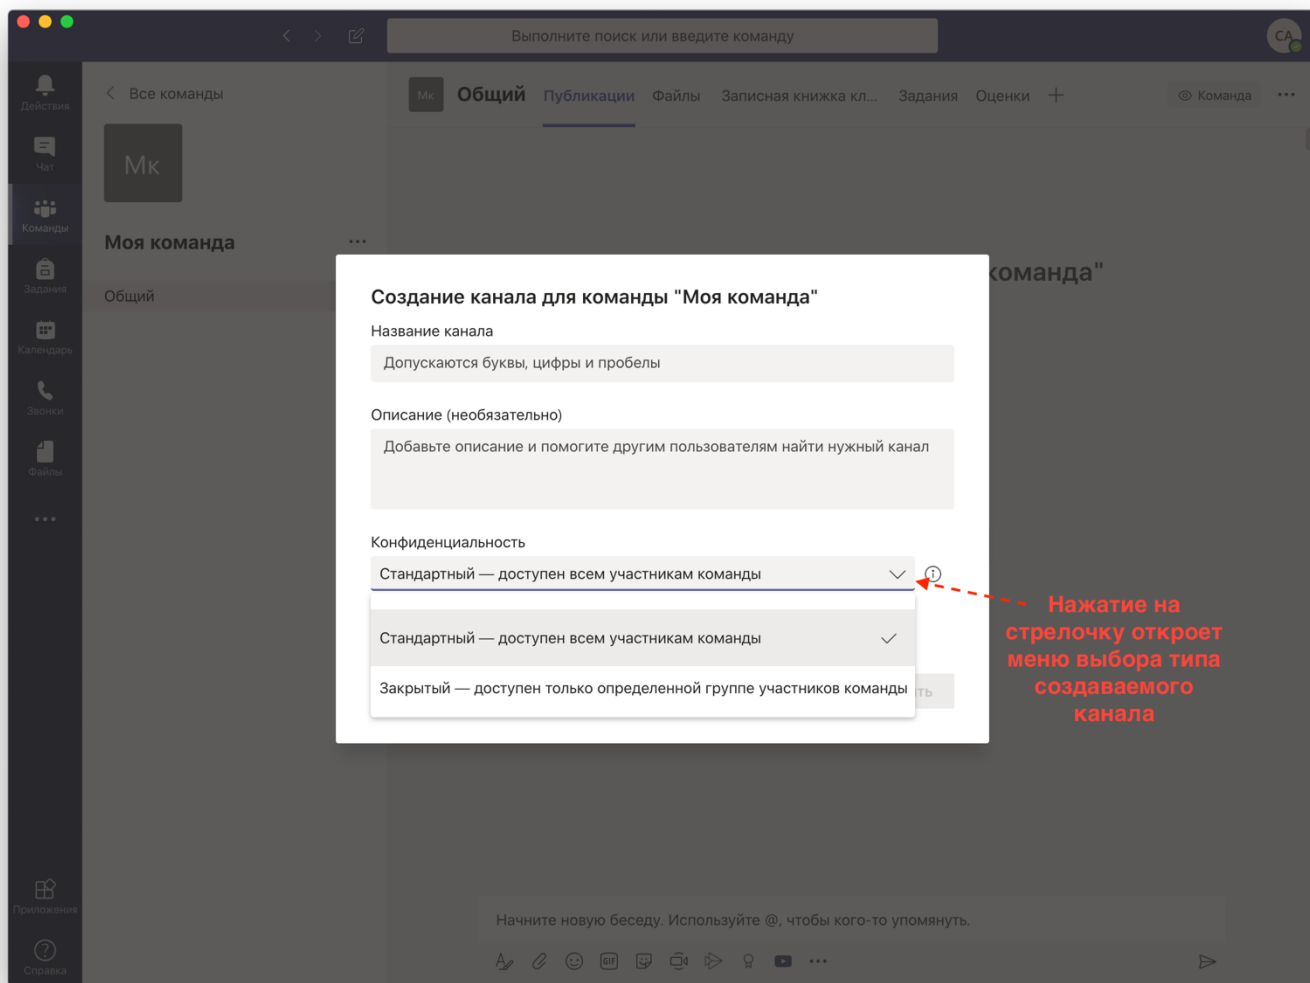 Выполните поиск или введите команду
СА
Действия
Чат
Команды
Задания
Календарь
Звонки
Файлы
Приложения
Справка
Все команды
Мк
Моя команда
Общий
Мк
Общий
Публикации
Файлы
Записная книжка кл...
Задания
Оценки
Команда
команда"
Создание канала для команды "Моя команда"
Название канала
Допускаются буквы, цифры и пробелы
Описание (необязательно)
Добавьте описание и помогите другим пользователям найти нужный канал
Конфиденциальность
Стандартный — доступен всем участникам команды
Стандартный — доступен всем участникам команды
Закрытый — доступен только определенной группе участников команды
ть
Нажатие на
стрелочку откроет
меню выбора типа
создаваемого
канала
Начните новую беседу. Используйте @, чтобы кого-то упомянуть.
GIF